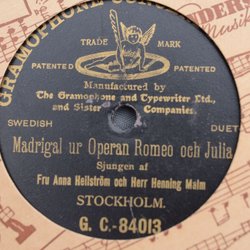 GRAMOPHONE CONC
TRADE MARK
PATENTED PATENTED
Manufactured by
The Gramophone and Typewriter Ltd.,
and Sister Companies.
SWEDISH DUET
Madrigal ur Operan Romeo och Julia
Sjungen af
Fru Anna Hellström och Herr Henning Malm
STOCKHOLM.
G. C.-84013